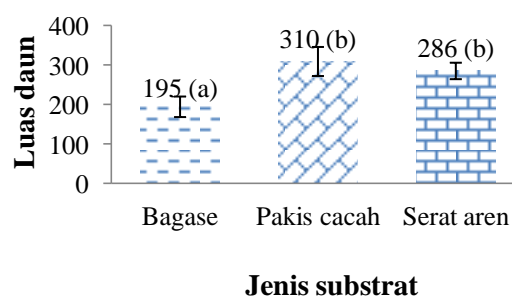 Luas daun
400
300
200
100
0
195 (a)
310 (b)
286 (b)
Bagase Pakis cacah Serat aren
Jenis substrat